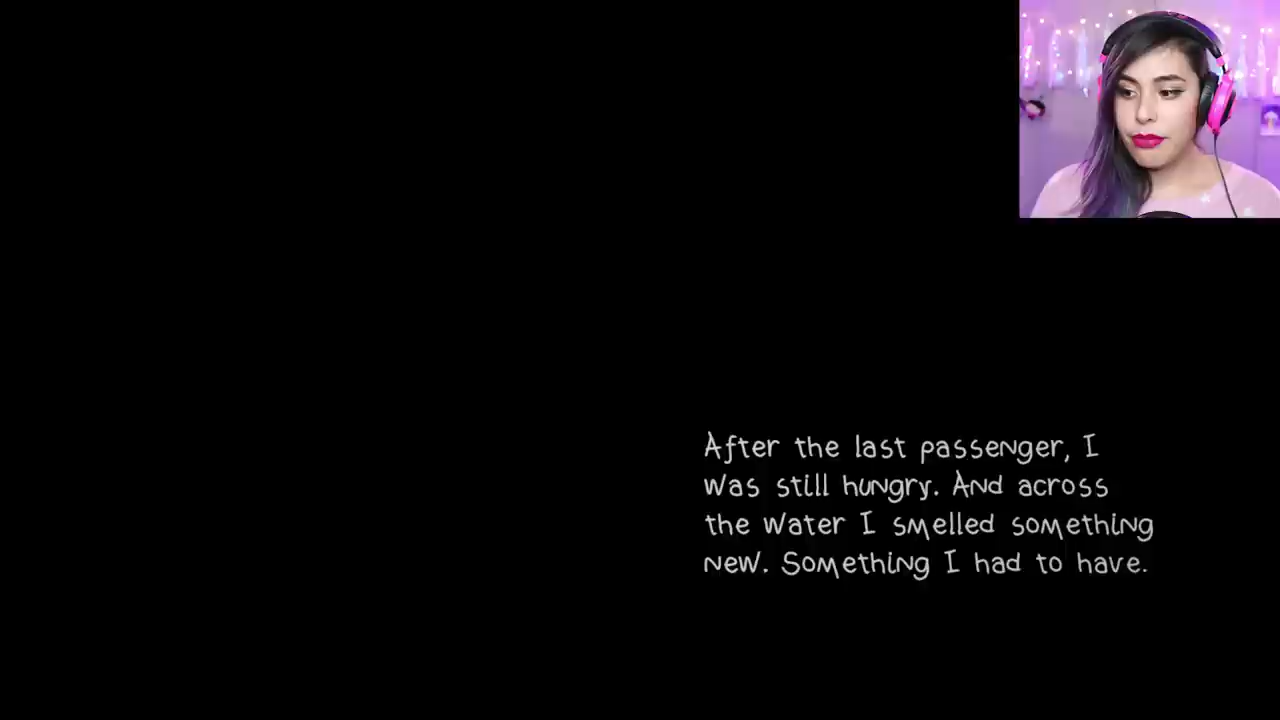 After the last passenger, I
was still hungry. And across
the water I smelled something
new. Something I had to have.